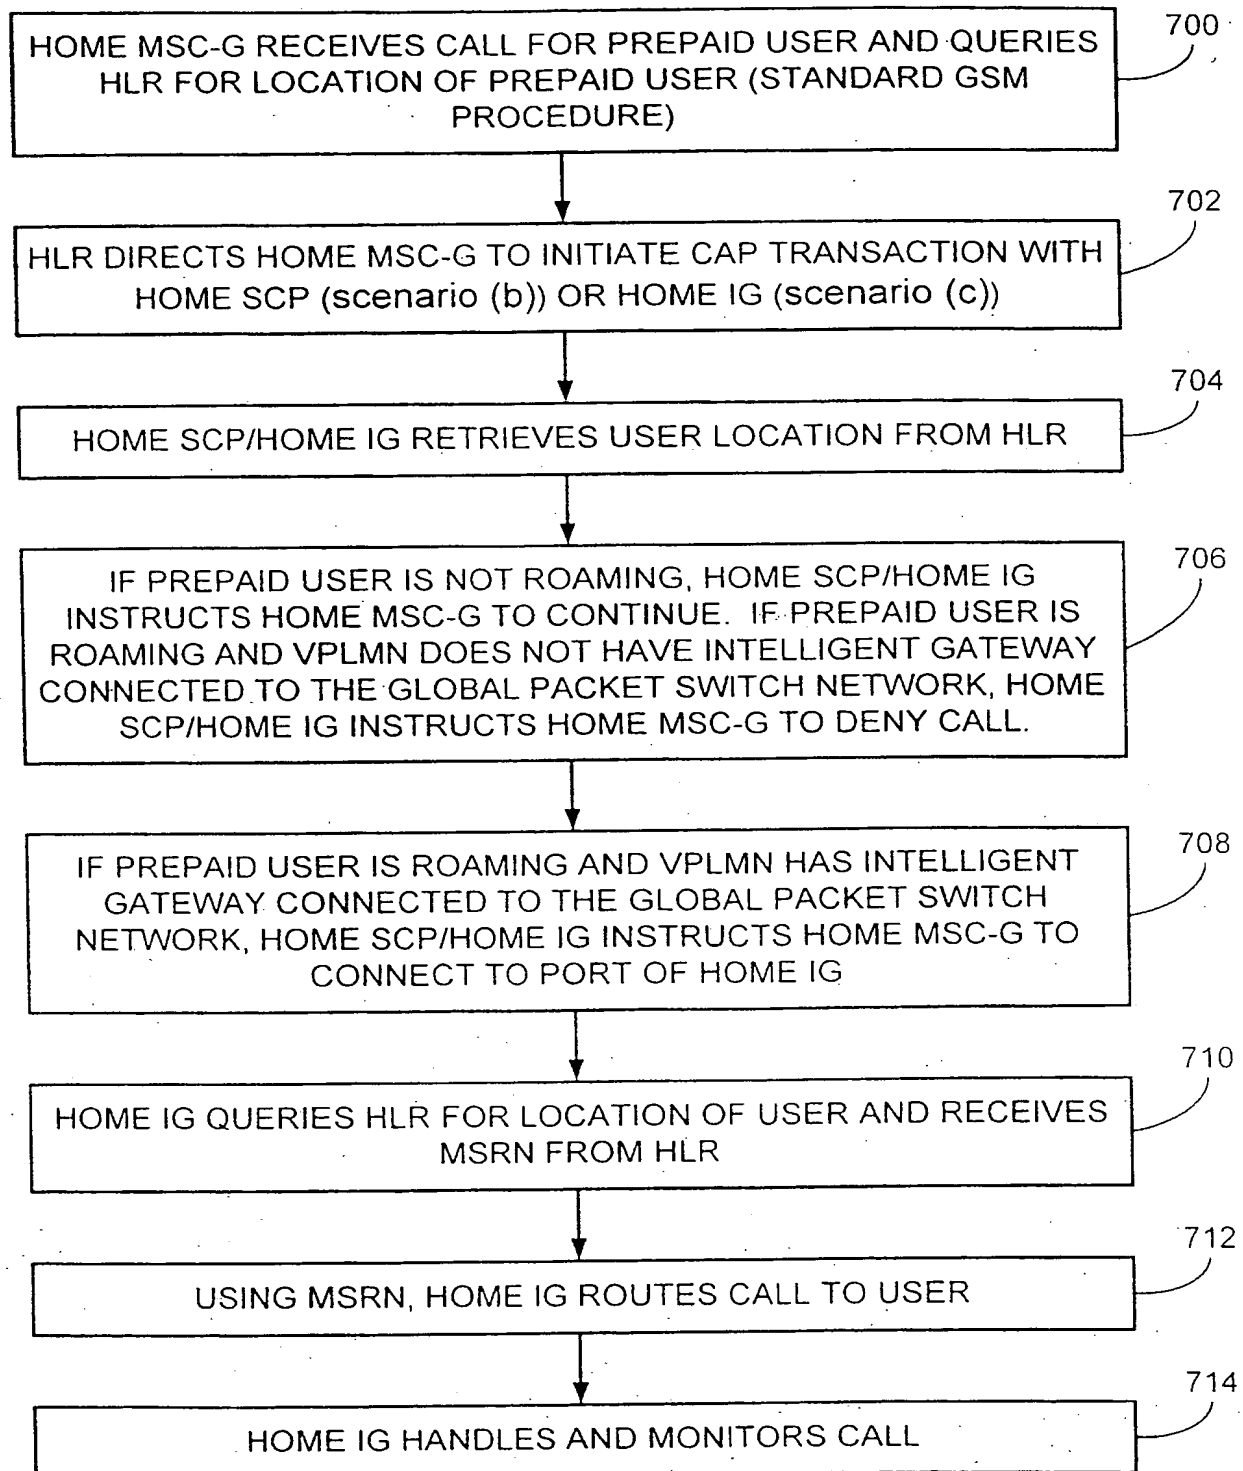 700
HOME MSC-G RECEIVES CALL FOR PREPAID USER AND QUERIES
HLR FOR LOCATION OF PREPAID USER (STANDARD GSM
PROCEDURE)
702
HLR DIRECTS HOME MSC-G TO INITIATE CAP TRANSACTION WITH
HOME SCP (scenario (b)) OR HOME IG (scenario (c))
704
HOME SCP/HOME IG RETRIEVES USER LOCATION FROM HLR
706
IF PREPAID USER IS NOT ROAMING, HOME SCP/HOME IG
INSTRUCTS HOME MSC-G TO CONTINUE. IF PREPAID USER IS
ROAMING AND VPLMN DOES NOT HAVE INTELLIGENT GATEWAY
CONNECTED TO THE GLOBAL PACKET SWITCH NETWORK, HOME
SCP/HOME IG INSTRUCTS HOME MSC-G TO DENY CALL.
708
IF PREPAID USER IS ROAMING AND VPLMN HAS INTELLIGENT
GATEWAY CONNECTED TO THE GLOBAL PACKET SWITCH
NETWORK, HOME SCP/HOME IG INSTRUCTS HOME MSC-G TO
CONNECT TO PORT OF HOME IG
710
HOME IG QUERIES HLR FOR LOCATION OF USER AND RECEIVES
MSRN FROM HLR
712
USING MSRN, HOME IG ROUTES CALL TO USER
714
HOME IG HANDLES AND MONITORS CALL